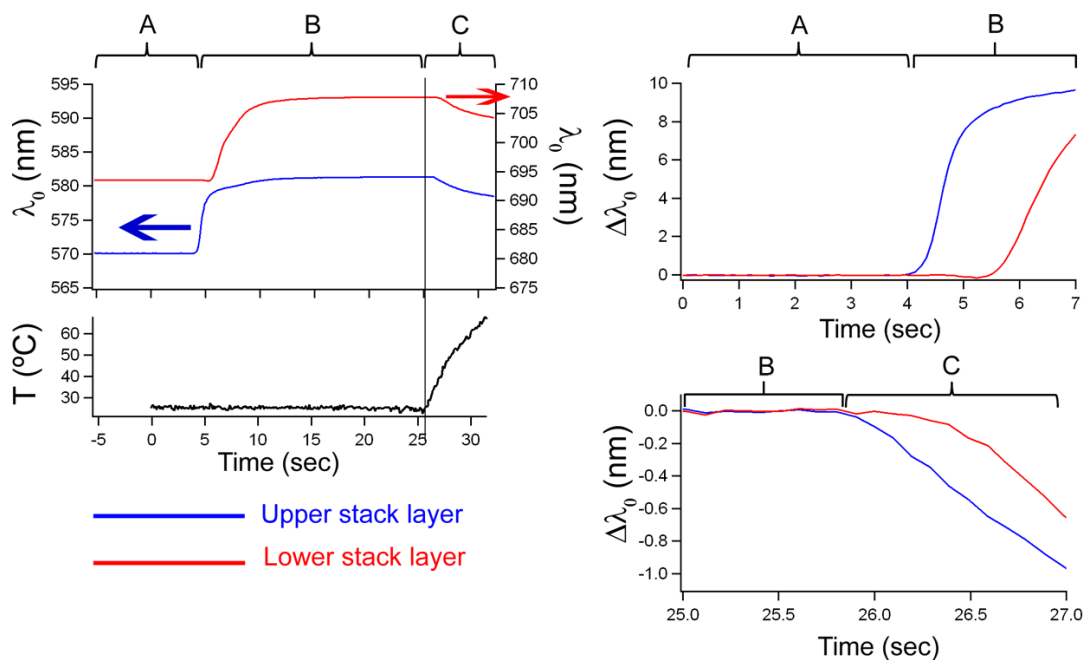 A B C
595
590
585
580
575
570
565
λ₀ (nm)
710
705
700
695
690
685
680
675
λ₀ (nm)
60
50
40
30
T (ºC)
-5 0 5 10 15 20 25 30
Time (sec)
Upper stack layer
Lower stack layer
A B
10
8
6
4
2
0
Δλ₀ (nm)
0 1 2 3 4 5 6 7
Time (sec)
B C
0.0
-0.2
-0.4
-0.6
-0.8
-1.0
Δλ₀ (nm)
25.0 25.5 26.0 26.5 27.0
Time (sec)